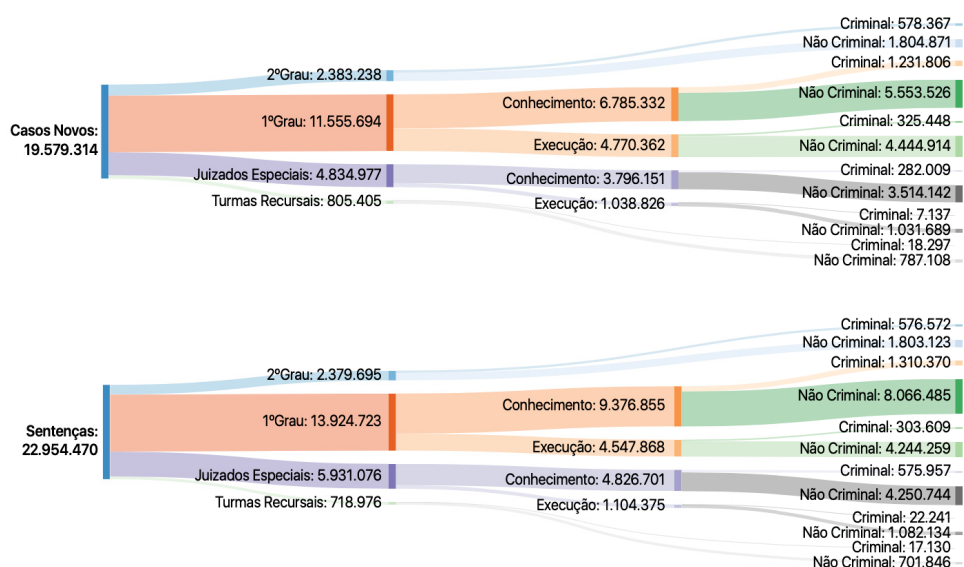 Criminal: 578.367
Não Criminal: 1.804.871
Criminal: 1.231.806
2ºGrau: 2.383.238
Não Criminal: 5.553.526
Conhecimento: 6.785.332
1ºGrau: 11.555.694
Criminal: 325.448
Casos Novos:
19.579.314
Execução: 4.770.362
Não Criminal: 4.444.914
Criminal: 282.009
Juizados Especiais: 4.834.977
Conhecimento: 3.796.151
Não Criminal: 3.514.142
Turmas Recursais: 805.405
Execução: 1.038.826
Criminal: 7.137
Não Criminal: 1.031.689
Criminal: 18.297
Não Criminal: 787.108
Criminal: 576.572
Não Criminal: 1.803.123
Criminal: 1.310.370
2ºGrau: 2.379.695
Não Criminal: 8.066.485
Conhecimento: 9.376.855
1ºGrau: 13.924.723
Criminal: 303.609
Sentenças:
22.954.470
Execução: 4.547.868
Não Criminal: 4.244.259
Criminal: 575.957
Juizados Especiais: 5.931.076
Conhecimento: 4.826.701
Não Criminal: 4.250.744
Turmas Recursais: 718.976
Execução: 1.104.375
Criminal: 22.241
Não Criminal: 1.082.134
Criminal: 17.130
Não Criminal: 701.846